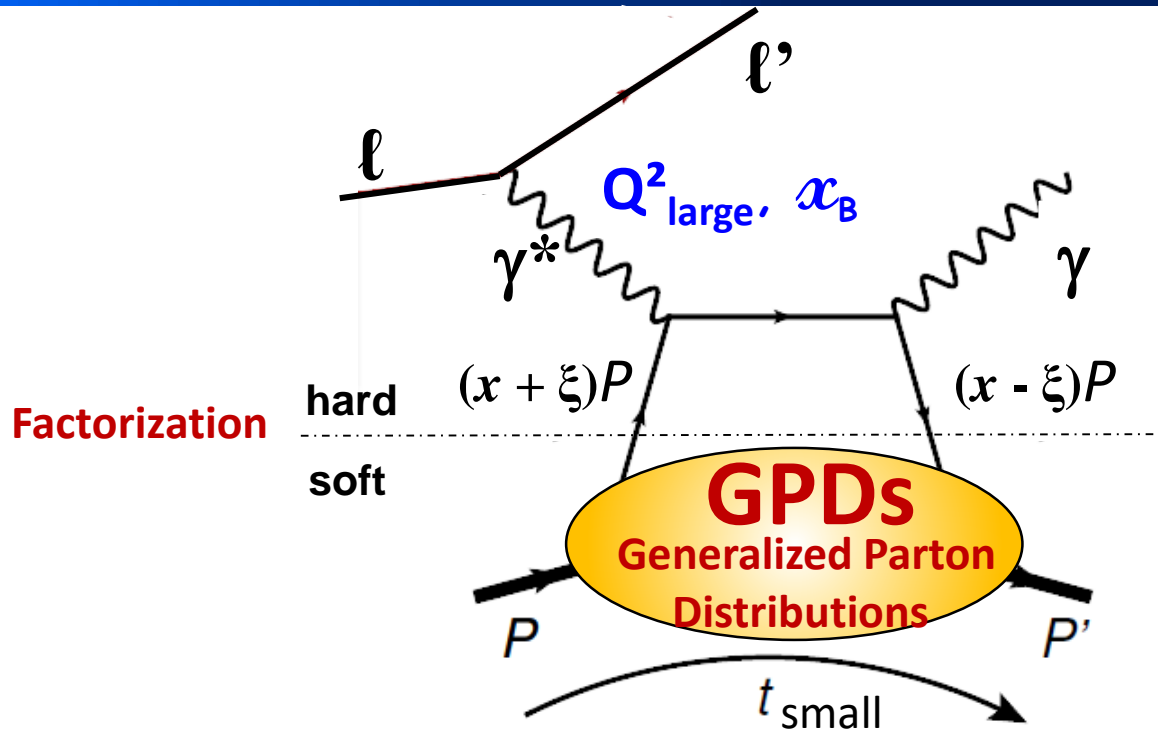 ℓ’
ℓ
Q²large, xB
γ*
γ
(x + ξ)P
(x - ξ)P
hard
Factorization
soft
GPDs
Generalized Parton
Distributions
P
P’
t small